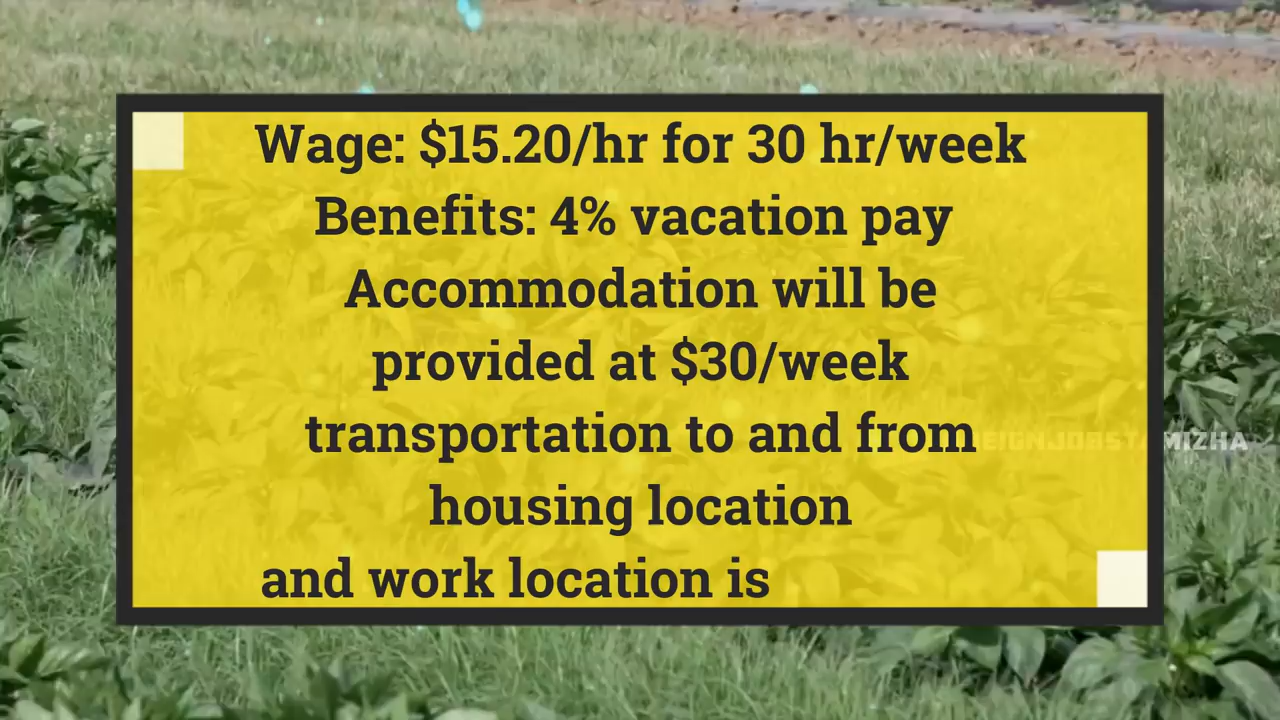 Wage: $15.20/hr for 30 hr/week
Benefits: 4% vacation pay
Accommodation will be
provided at $30/week
transportation to and from
housing location
and work location is